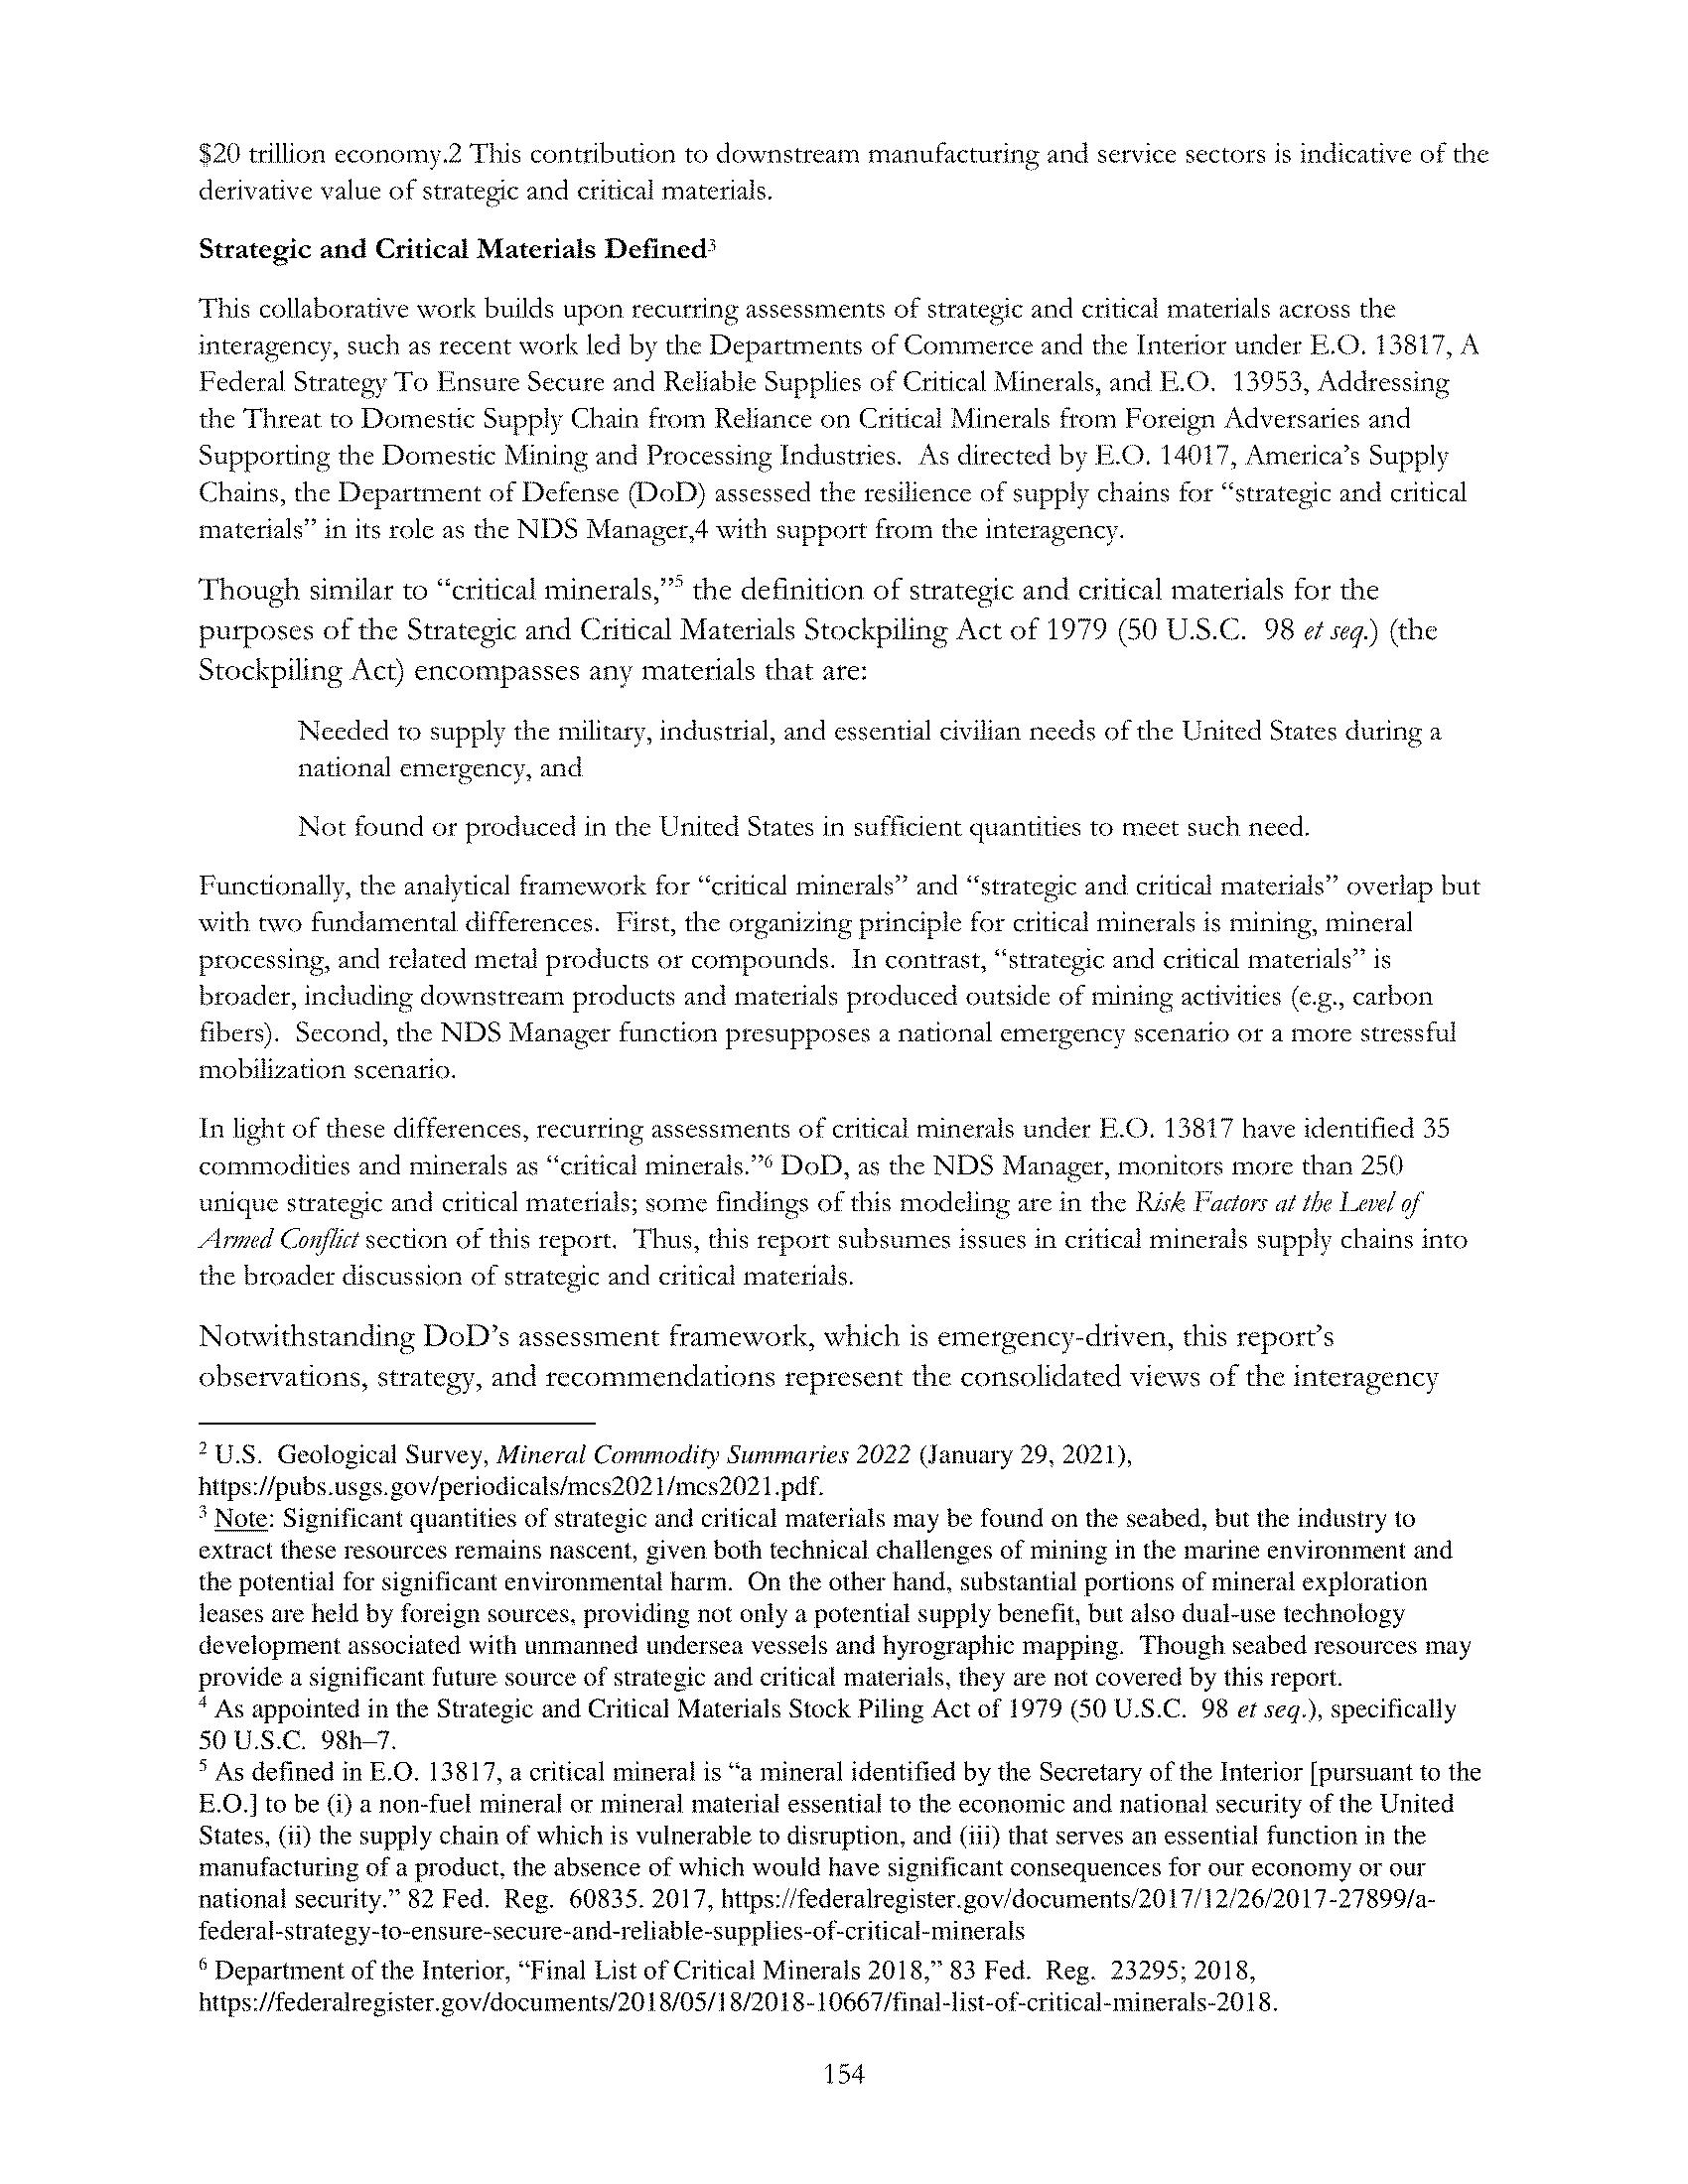 $20 trillion economy.2 This contribution to downstream manufacturing and service sectors is indicative of the
derivative value of strategic and critical materials.
Strategic and Critical Materials Defined3
This collaborative work builds upon recurring assessments of strategic and critical materials across the
interagency, such as recent work led by the Departments of Commerce and the Interior under E.O. 13817, A
Federal Strategy To Ensure Secure and Reliable Supplies of Critical Minerals, and E.O.  13953, Addressing
the Threat to Domestic Supply Chain from Reliance on Critical Minerals from Foreign Adversaries and
Supporting the Domestic Mining and Processing Industries.  As directed by E.O. 14017, America’s Supply
Chains, the Department of Defense (DoD) assessed the resilience of supply chains for “strategic and critical
materials” in its role as the NDS Manager,4 with support from the interagency.
Though similar to “critical minerals,”5 the definition of strategic and critical materials for the
purposes of the Strategic and Critical Materials Stockpiling Act of 1979 (50 U.S.C.  98 et seq.) (the
Stockpiling Act) encompasses any materials that are:
Needed to supply the military, industrial, and essential civilian needs of the United States during a
national emergency, and
Not found or produced in the United States in sufficient quantities to meet such need.
Functionally, the analytical framework for “critical minerals” and “strategic and critical materials” overlap but
with two fundamental differences.  First, the organizing principle for critical minerals is mining, mineral
processing, and related metal products or compounds.  In contrast, “strategic and critical materials” is
broader, including downstream products and materials produced outside of mining activities (e.g., carbon
fibers).  Second, the NDS Manager function presupposes a national emergency scenario or a more stressful
mobilization scenario.
In light of these differences, recurring assessments of critical minerals under E.O. 13817 have identified 35
commodities and minerals as “critical minerals.”6 DoD, as the NDS Manager, monitors more than 250
unique strategic and critical materials; some findings of this modeling are in the Risk Factors at the Level of
Armed Conflict section of this report.  Thus, this report subsumes issues in critical minerals supply chains into
the broader discussion of strategic and critical materials.
Notwithstanding DoD’s assessment framework, which is emergency-driven, this report’s
observations, strategy, and recommendations represent the consolidated views of the interagency
2 U.S.  Geological Survey, Mineral Commodity Summaries 2022 (January 29, 2021),
https://pubs.usgs.gov/periodicals/mcs2021/mcs2021.pdf.
3 Note: Significant quantities of strategic and critical materials may be found on the seabed, but the industry to
extract these resources remains nascent, given both technical challenges of mining in the marine environment and
the potential for significant environmental harm.  On the other hand, substantial portions of mineral exploration
leases are held by foreign sources, providing not only a potential supply benefit, but also dual-use technology
development associated with unmanned undersea vessels and hyrographic mapping.  Though seabed resources may
provide a significant future source of strategic and critical materials, they are not covered by this report.
4 As appointed in the Strategic and Critical Materials Stock Piling Act of 1979 (50 U.S.C.  98 et seq.), specifically
50 U.S.C.  98h–7.
5 As defined in E.O. 13817, a critical mineral is “a mineral identified by the Secretary of the Interior [pursuant to the
E.O.] to be (i) a non-fuel mineral or mineral material essential to the economic and national security of the United
States, (ii) the supply chain of which is vulnerable to disruption, and (iii) that serves an essential function in the
manufacturing of a product, the absence of which would have significant consequences for our economy or our
national security.” 82 Fed.  Reg.  60835. 2017, https://federalregister.gov/documents/2017/12/26/2017-27899/a-
federal-strategy-to-ensure-secure-and-reliable-supplies-of-critical-minerals
6 Department of the Interior, “Final List of Critical Minerals 2018,” 83 Fed.  Reg.  23295; 2018,
https://federalregister.gov/documents/2018/05/18/2018-10667/final-list-of-critical-minerals-2018.
154